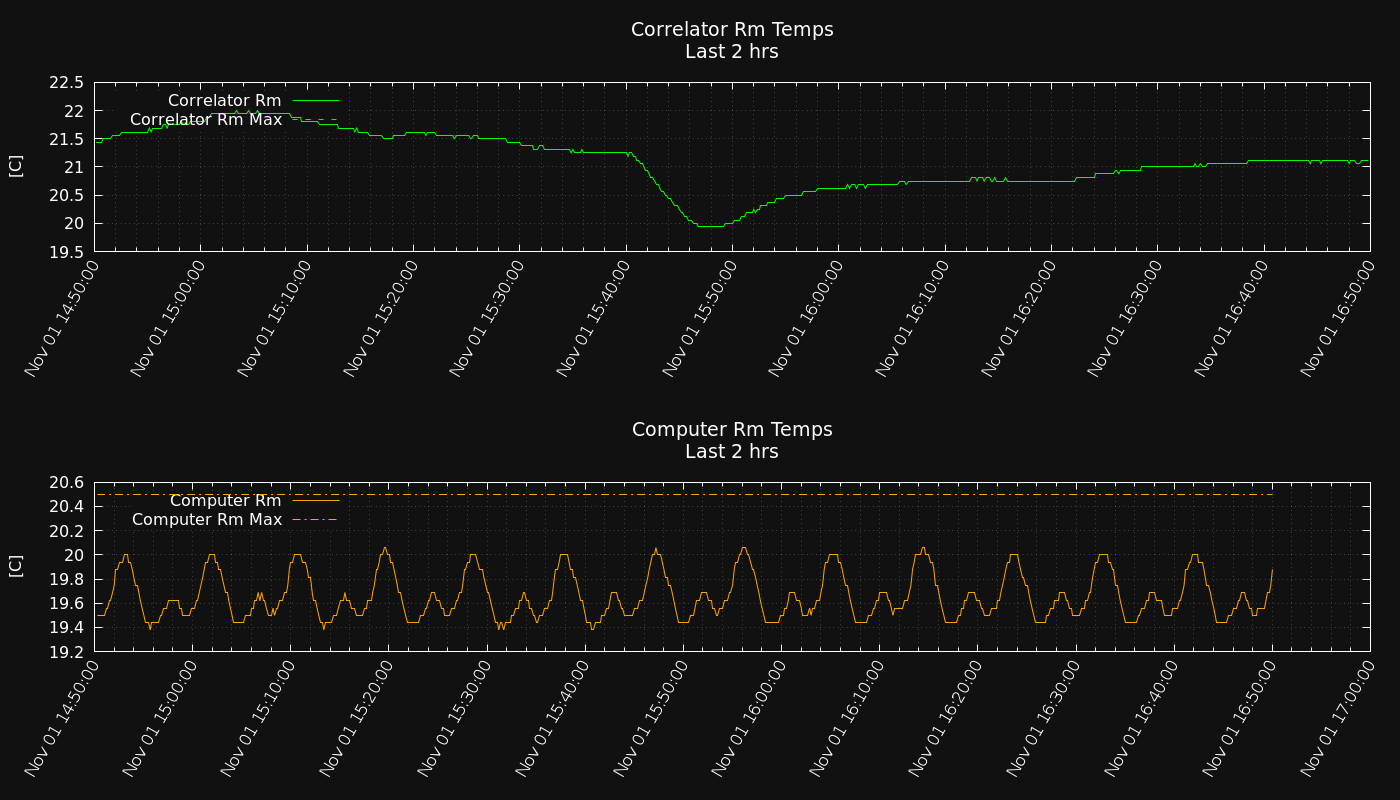 Correlator Rm Temps
Last 2 hrs
22.5
22
21.5
21
20.5
20
19.5
[C]
Correlator Rm
Correlator Rm Max
Nov 01 14:50:00
Nov 01 15:00:00
Nov 01 15:10:00
Nov 01 15:20:00
Nov 01 15:30:00
Nov 01 15:40:00
Nov 01 15:50:00
Nov 01 16:00:00
Nov 01 16:10:00
Nov 01 16:20:00
Nov 01 16:30:00
Nov 01 16:40:00
Nov 01 16:50:00
Computer Rm Temps
Last 2 hrs
20.6
20.4
20.2
20
19.8
19.6
19.4
19.2
[C]
Computer Rm
Computer Rm Max
Nov 01 14:50:00
Nov 01 15:00:00
Nov 01 15:10:00
Nov 01 15:20:00
Nov 01 15:30:00
Nov 01 15:40:00
Nov 01 15:50:00
Nov 01 16:00:00
Nov 01 16:10:00
Nov 01 16:20:00
Nov 01 16:30:00
Nov 01 16:40:00
Nov 01 16:50:00
Nov 01 17:00:00